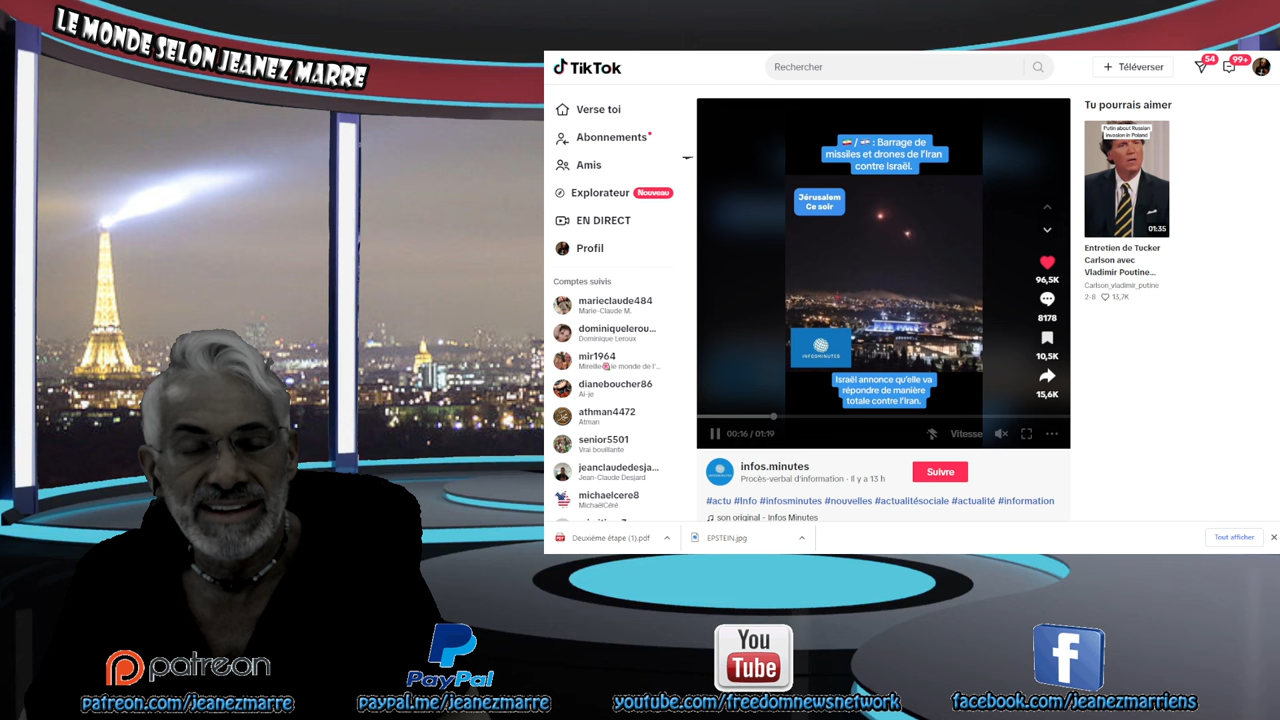 LE MONDE SELON JEANEZ MARRE
TikTok
Rechercher
Téléverser
54
99+
Verse toi
Abonnements
Amis
Explorateur
Nouveau
EN DIRECT
Profil
Comptes suivis
marieclaude484
Marie-Claude M.
dominiquelerou...
Dominique Leroux
mir1964
Mireille le monde de l'...
dianeboucher86
Ai-je
athman4472
Atman
senior5501
Vrai bouillante
jeanclaudedesja...
Jean-Claude Desjard
michaelcere8
MichaëlCéré
/ : Barrage de
missiles et drones de l'Iran
contre Israël.
Jérusalem
Ce soir
INFOSMINUTES
Israël annonce qu'elle va
répondre de manière
totale contre l'Iran.
96,5K
8178
10,5K
15,6K
00:16 / 01:19
Vitesse
infos.minutes
Procès-verbal d'information · Il y a 13 h
Suivre
#actu #Info #infosminutes #nouvelles #actualitésociale #actualité #information
son original - Infos Minutes
Tu pourrais aimer
Putin about Russian
invasion in Poland
01:35
Entretien de Tucker
Carlson avec
Vladimir Poutine...
Carlson_vladimir_putine
2-8 13,7K
Deuxième étape (1).pdf
EPSTEIN.jpg
Tout afficher
patreon
PayPal
You
Tube
patreon.com/jeanezmarre
paypal.me/jeanezmarre
youtube.com/freedomnewsnetwork
facebook.com/jeanezmarriens